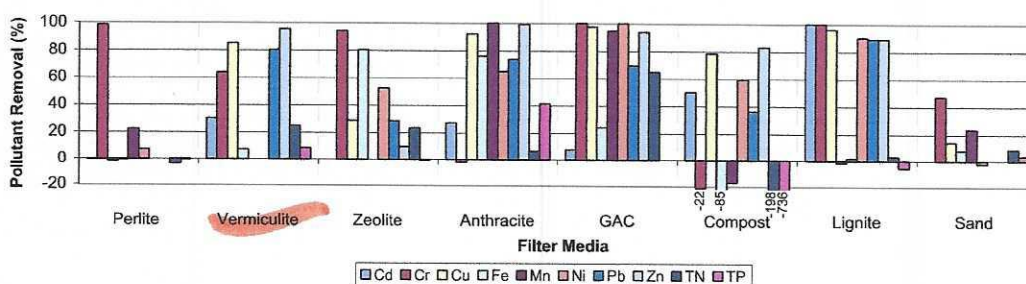 Pollutant Removal (%)
100
80
60
40
20
0
-20
-22
-85
-198
-736
Perlite
Vermiculite
Zeolite
Anthracite
GAC
Compost
Lignite
Sand
Filter Media
Cd Cr Cu Fe Mn Ni Pb Zn TN TP